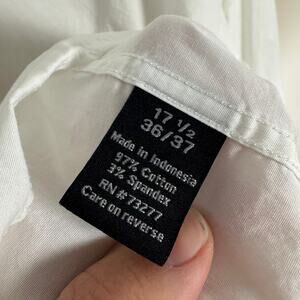 17 1/2
36/37
Made in Indonesia
97% Cotton
3% Spandex
RN #73277
Care on reverse